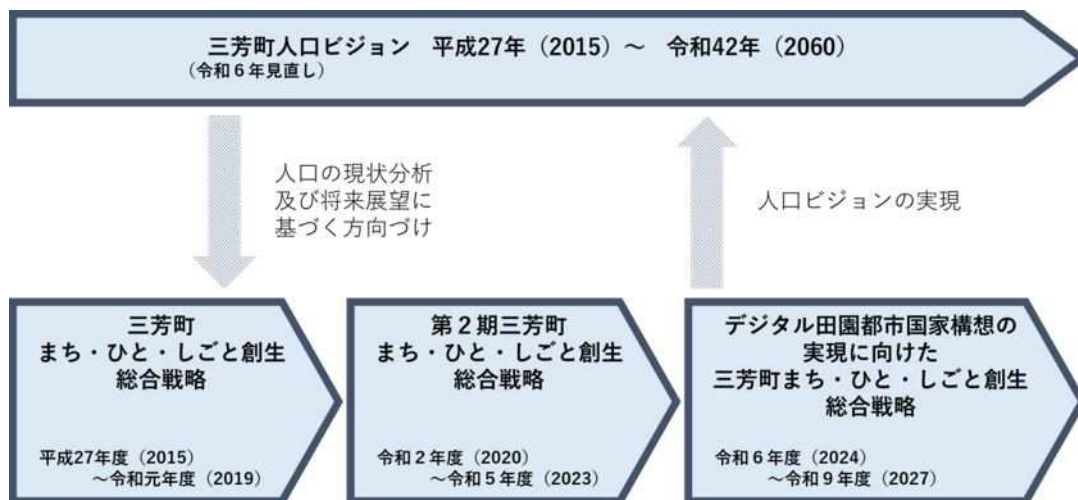 三芳町人口ビジョン　平成27年（2015）～　令和42年（2060）
（令和６年見直し）
人口の現状分析
及び将来展望に
基づく方向づけ
人口ビジョンの実現
三芳町
まち・ひと・しごと創生
総合戦略
平成27年度（2015）
～令和元年度（2019）
第２期三芳町
まち・ひと・しごと創生
総合戦略
令和２年度（2020）
～令和５年度（2023）
デジタル田園都市国家構想の
実現に向けた
三芳町まち・ひと・しごと創生
総合戦略
令和６年度（2024）
～令和９年度（2027）